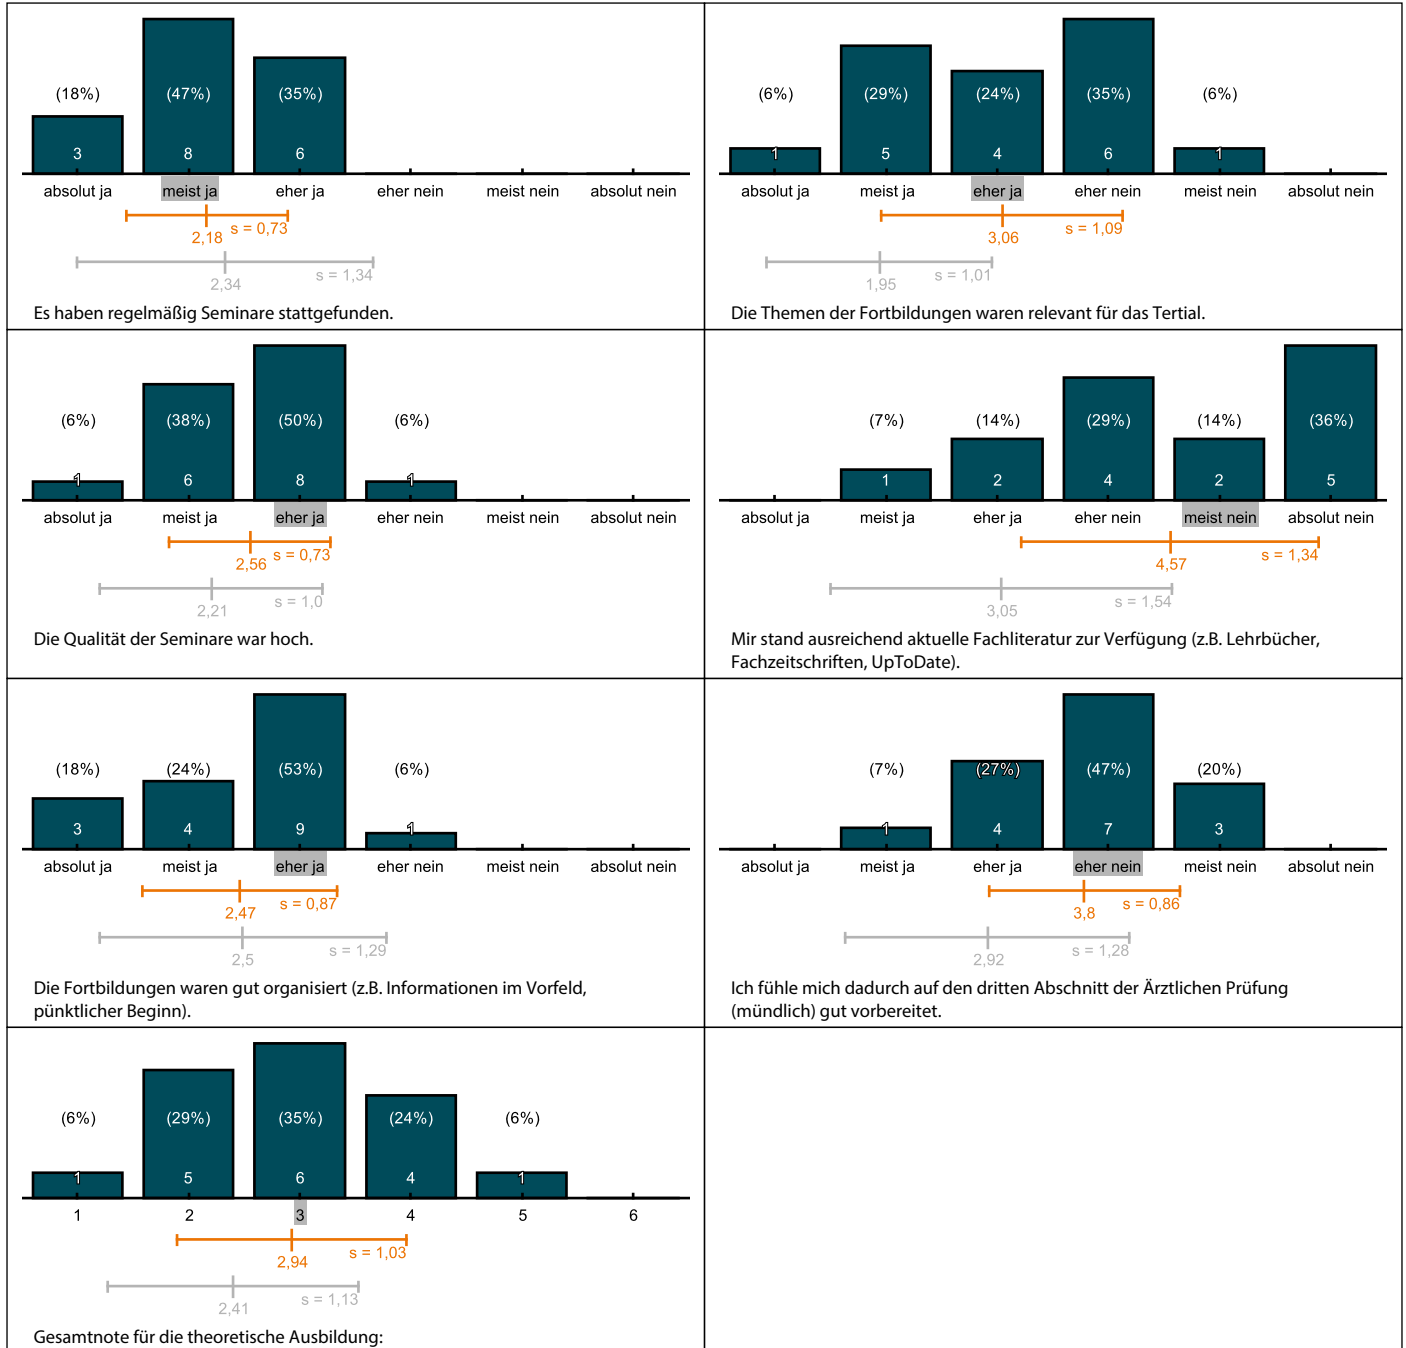 (18%) (47%) (35%)
3 8 6
absolut ja meist ja eher ja eher nein meist nein absolut nein
s = 0,73
2,18
s = 1,34
2,34
Es haben regelmäßig Seminare stattgefunden.
(6%) (29%) (24%) (35%) (6%)
1 5 4 6 1
absolut ja meist ja eher ja eher nein meist nein absolut nein
s = 1,09
3,06
s = 1,01
1,95
Die Themen der Fortbildungen waren relevant für das Tertial.
(6%) (38%) (50%) (6%)
1 6 8 1
absolut ja meist ja eher ja eher nein meist nein absolut nein
s = 0,73
2,56
s = 1,0
2,21
Die Qualität der Seminare war hoch.
(7%) (14%) (29%) (14%) (36%)
1 2 4 2 5
absolut ja meist ja eher ja eher nein meist nein absolut nein
s = 1,34
4,57
s = 1,54
3,05
Mir stand ausreichend aktuelle Fachliteratur zur Verfügung (z.B. Lehrbücher,
Fachzeitschriften, UpToDate).
(18%) (24%) (53%) (6%)
3 4 9 1
absolut ja meist ja eher ja eher nein meist nein absolut nein
s = 0,87
2,47
s = 1,29
2,5
Die Fortbildungen waren gut organisiert (z.B. Informationen im Vorfeld,
pünktlicher Beginn).
(7%) (27%) (47%) (20%)
1 4 7 3
absolut ja meist ja eher ja eher nein meist nein absolut nein
s = 0,86
3,8
s = 1,28
2,92
Ich fühle mich dadurch auf den dritten Abschnitt der Ärztlichen Prüfung
(mündlich) gut vorbereitet.
(6%) (29%) (35%) (24%) (6%)
1 5 6 4 1
1 2 3 4 5 6
s = 1,03
2,94
s = 1,13
2,41
Gesamtnote für die theoretische Ausbildung: